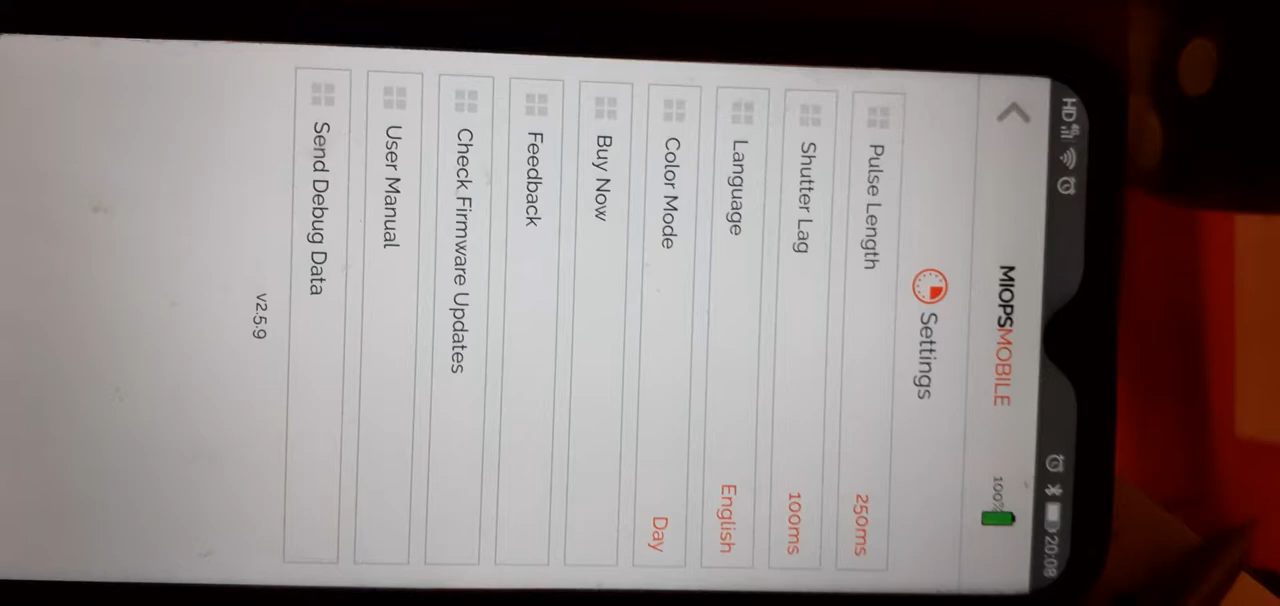 HD 4G 20:08
MIOPSMOBILE 100%
Settings
Pulse Length 250ms
Shutter Lag 100ms
Language English
Color Mode Day
Buy Now
Feedback
Check Firmware Updates
User Manual
Send Debug Data
v2.5.9